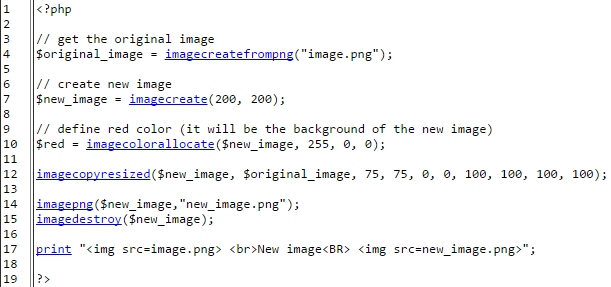 1 <?php
2
3 // get the original image
4 $original_image = imagecreatefrompng("image.png");
5
6 // create new image
7 $new_image = imagecreate(200, 200);
8
9 // define red color (it will be the background of the new image)
10 $red = imagecolorallocate($new_image, 255, 0, 0);
11
12 imagecopyresized($new_image, $original_image, 75, 75, 0, 0, 100, 100, 100, 100);
13
14 imagepng($new_image,"new_image.png");
15 imagedestroy($new_image);
16
17 print "<img src=image.png> <br>New image<BR> <img src=new_image.png>";
18
19 ?>